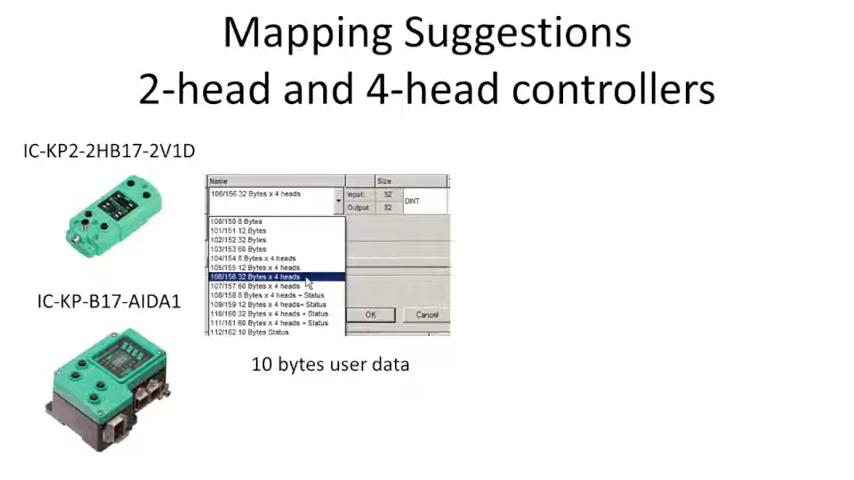 Mapping Suggestions
2-head and 4-head controllers
IC-KP2-2HB17-2V1D
Name
Size
106/156 32 Bytes x 4 heads
Input:
32
Output:
32
DINT
100/150 8 Bytes
101/151 12 Bytes
102/152 32 Bytes
103/153 60 Bytes
104/154 8 Bytes x 4 heads
105/155 12 Bytes x 4 heads
106/156 32 Bytes x 4 heads
107/157 60 Bytes x 4 heads
108/158 8 Bytes x 4 heads + Status
109/159 12 Bytes x 4 heads+ Status
110/160 32 Bytes x 4 heads + Status
111/161 60 Bytes x 4 heads + Status
112/162 10 Bytes Status
OK
Cancel
IC-KP-B17-AIDA1
10 bytes user data